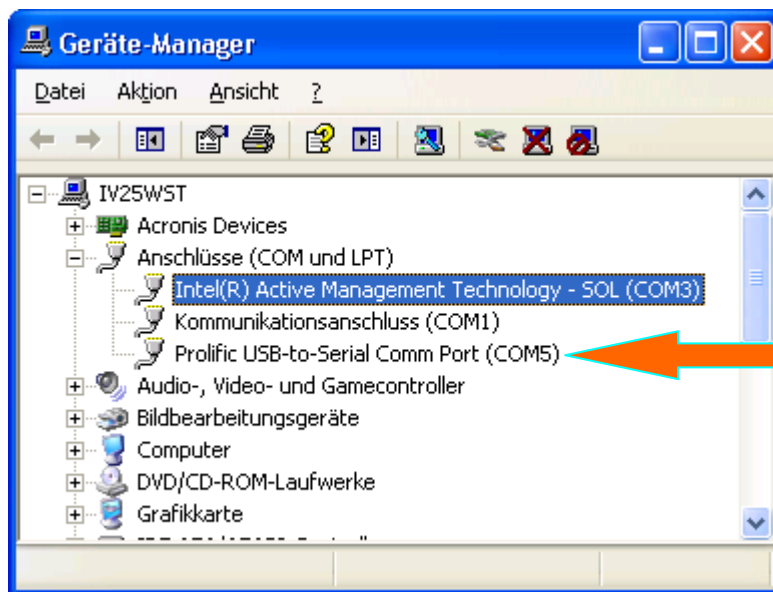 Geräte-Manager
Datei Aktion Ansicht ?
IV25WST
Acronis Devices
Anschlüsse (COM und LPT)
Intel(R) Active Management Technology - SOL (COM3)
Kommunikationsanschluss (COM1)
Prolific USB-to-Serial Comm Port (COM5)
Audio-, Video- und Gamecontroller
Bildbearbeitungsgeräte
Computer
DVD/CD-ROM-Laufwerke
Grafikkarte